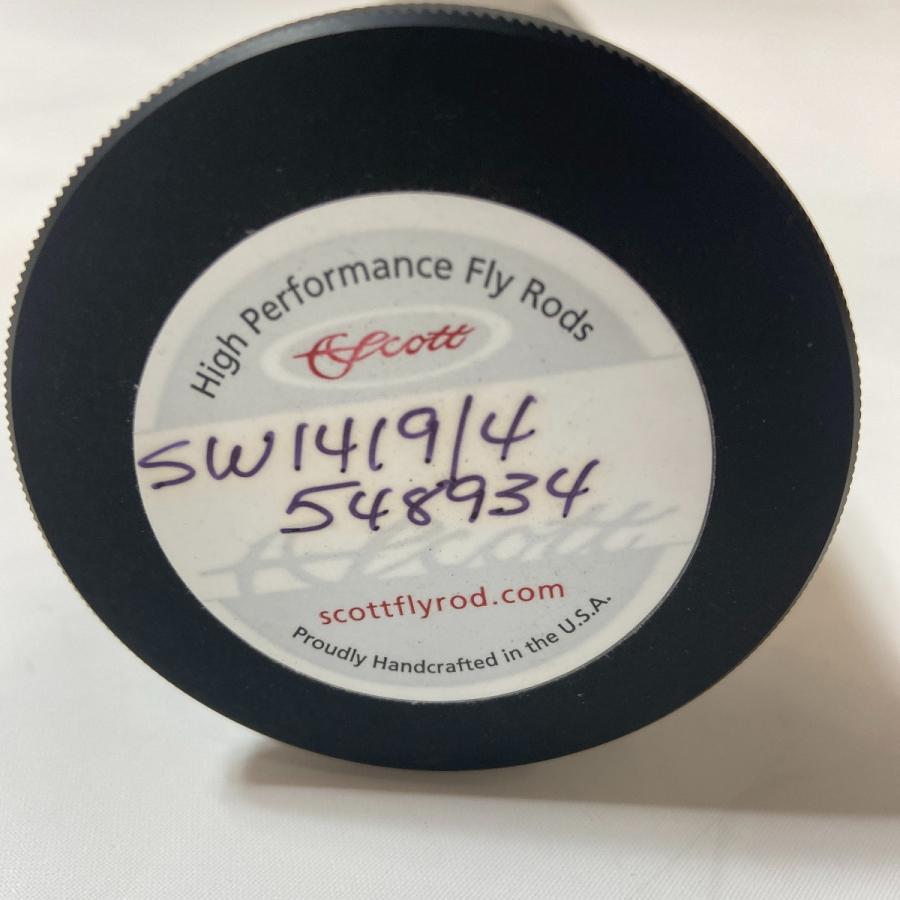 High Performance Fly Rods
Scott
SW1419/4
548934
Scott
scottflyrod.com
Proudly Handcrafted in the U.S.A.